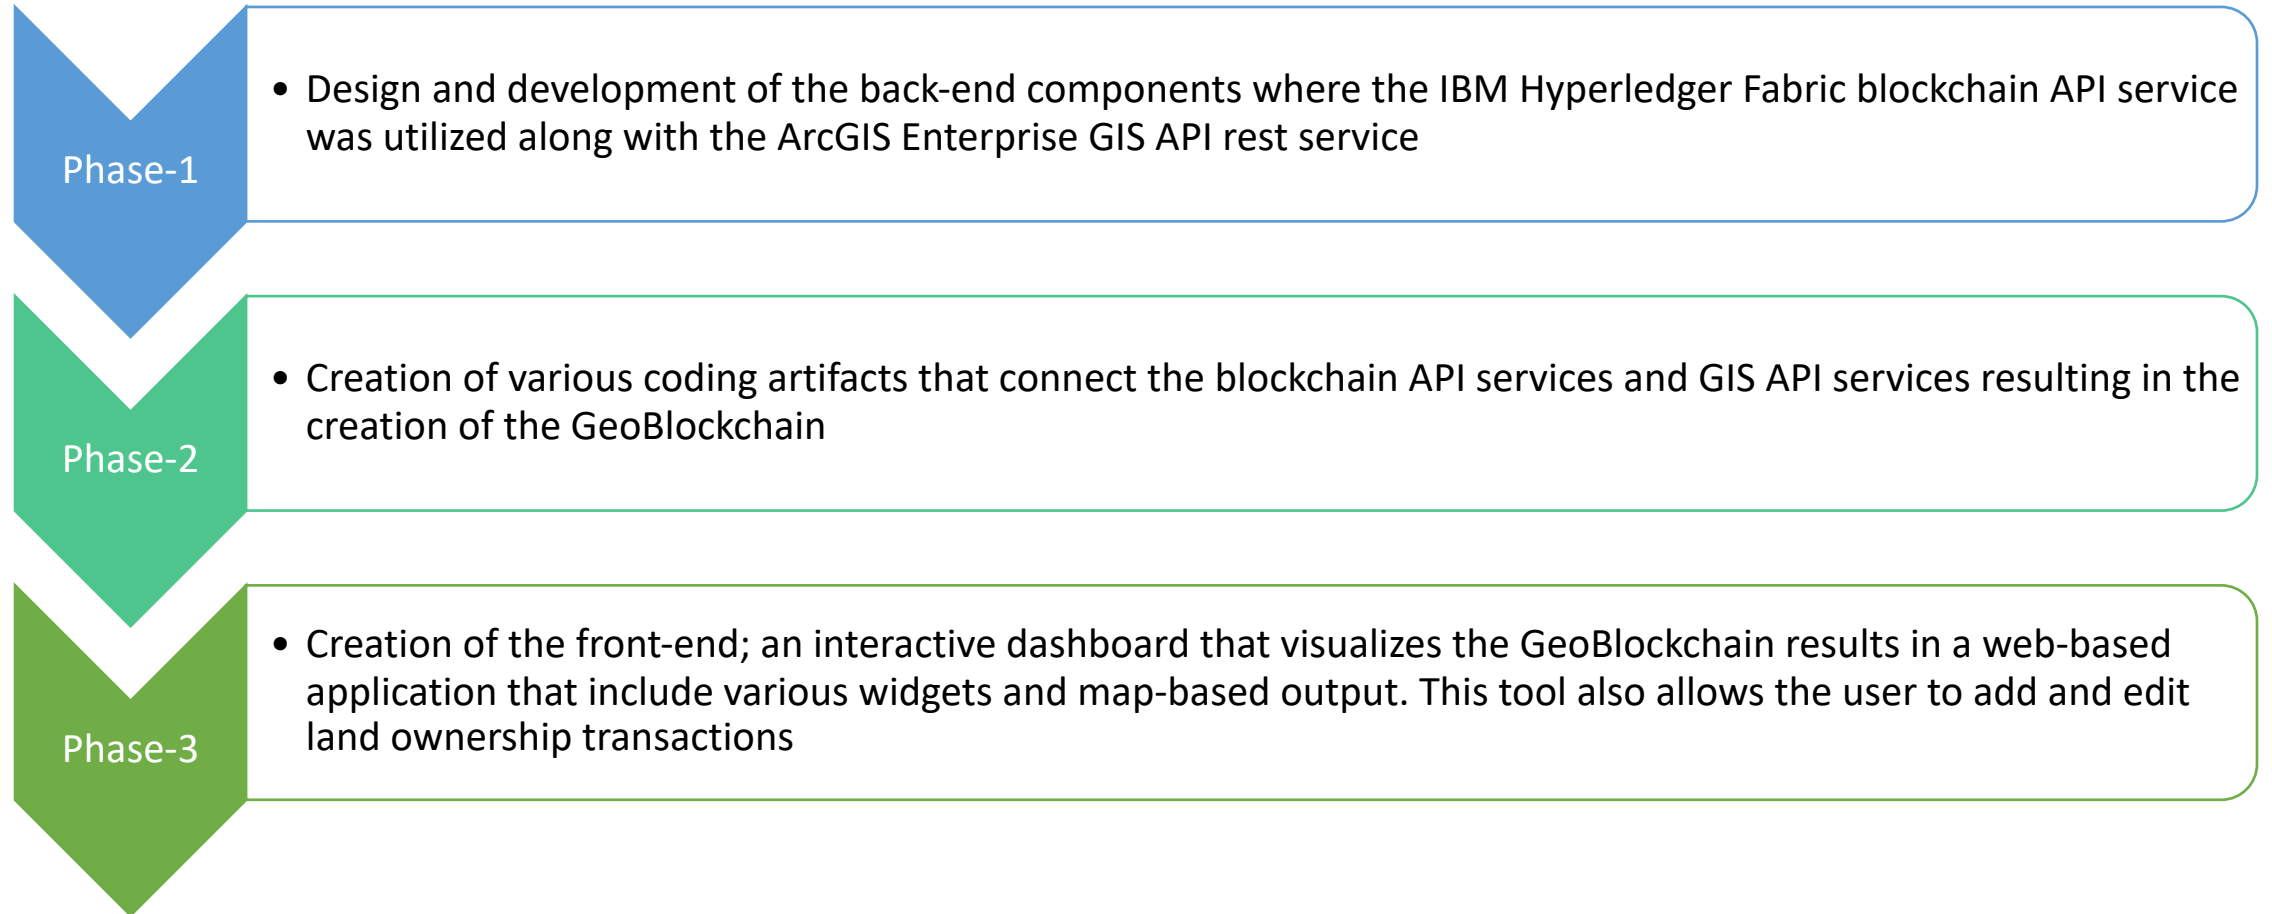 Phase-1
• Design and development of the back-end components where the IBM Hyperledger Fabric blockchain API service
was utilized along with the ArcGIS Enterprise GIS API rest service
Phase-2
• Creation of various coding artifacts that connect the blockchain API services and GIS API services resulting in the
creation of the GeoBlockchain
Phase-3
• Creation of the front-end; an interactive dashboard that visualizes the GeoBlockchain results in a web-based
application that include various widgets and map-based output. This tool also allows the user to add and edit
land ownership transactions